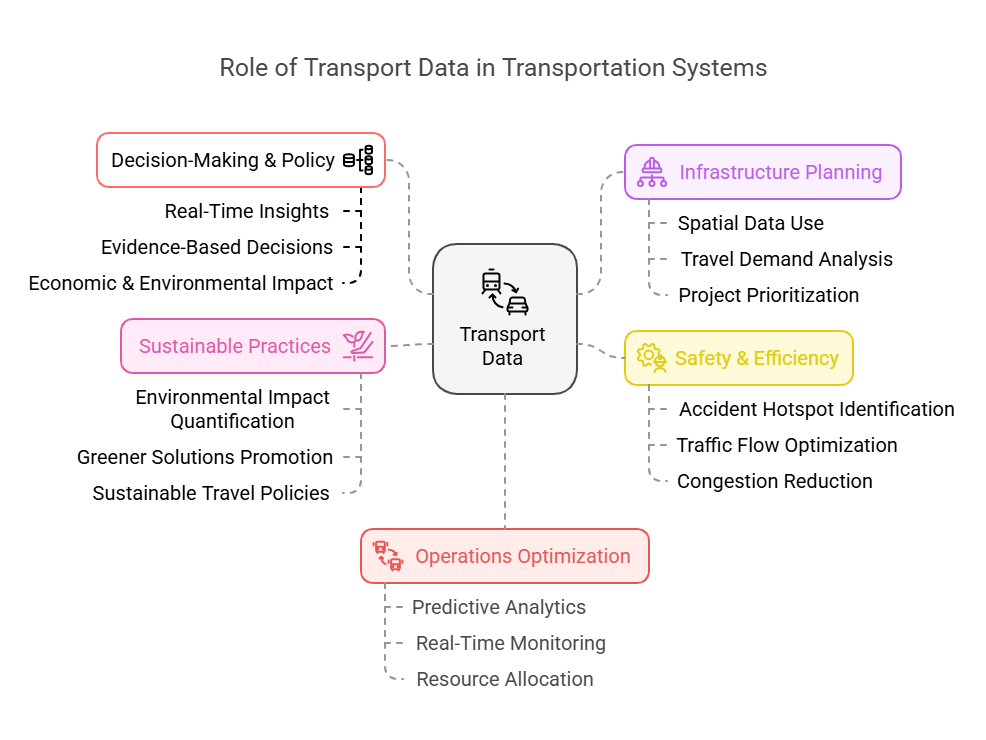 Role of Transport Data in Transportation Systems
Decision-Making & Policy
Real-Time Insights
Evidence-Based Decisions
Economic & Environmental Impact
Sustainable Practices
Environmental Impact
Quantification
Greener Solutions Promotion
Sustainable Travel Policies
Transport
Data
Infrastructure Planning
Spatial Data Use
Travel Demand Analysis
Project Prioritization
Safety & Efficiency
Accident Hotspot Identification
Traffic Flow Optimization
Congestion Reduction
Operations Optimization
Predictive Analytics
Real-Time Monitoring
Resource Allocation